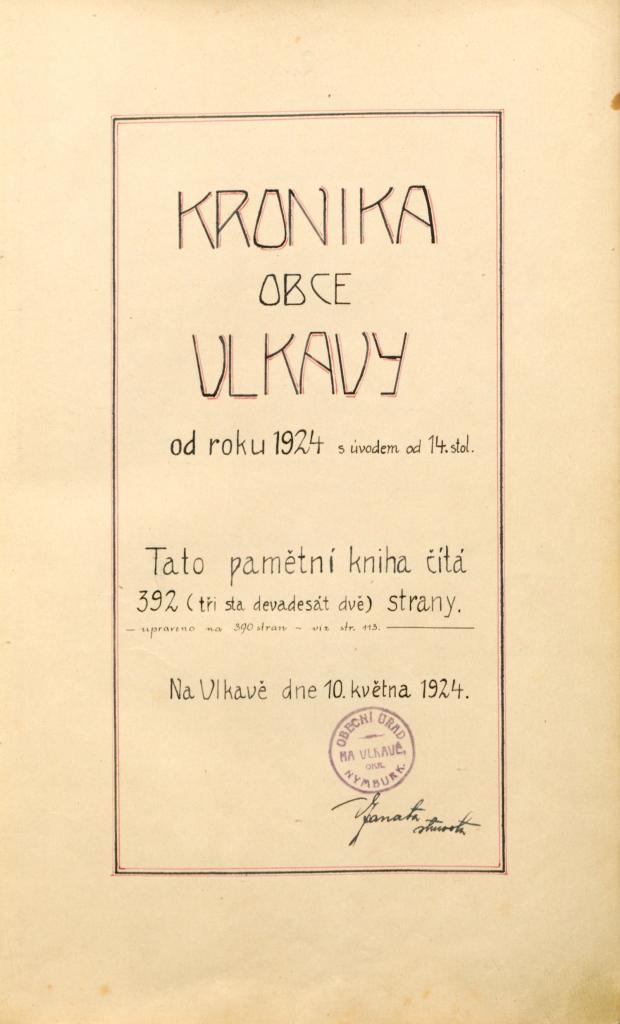 KRONIKA
OBCE
VLKAVY
od roku 1924 s úvodem od 14. stol.
Tato pamětní kniha čítá
392 (tři sta devadesát dvě) strany.
— upraveno na 390 stran – viz str. 113. —
Na Vlkavě dne 10. května 1924.
OBECNÍ ÚŘAD
NA VLKAVĚ,
OKR.
NYMBURK.
starosta